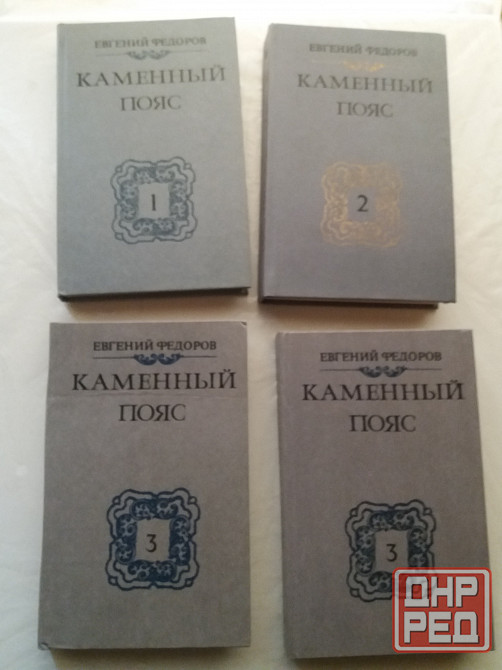 ЕВГЕНИЙ ФЕДОРОВ
КАМЕННЫЙ
ПОЯС
1
ЕВГЕНИЙ ФЕДОРОВ
КАМЕННЫЙ
ПОЯС
2
ЕВГЕНИЙ ФЕДОРОВ
КАМЕННЫЙ
ПОЯС
3
ЕВГЕНИЙ ФЕДОРОВ
КАМЕННЫЙ
ПОЯС
3
ДНР
РЕД